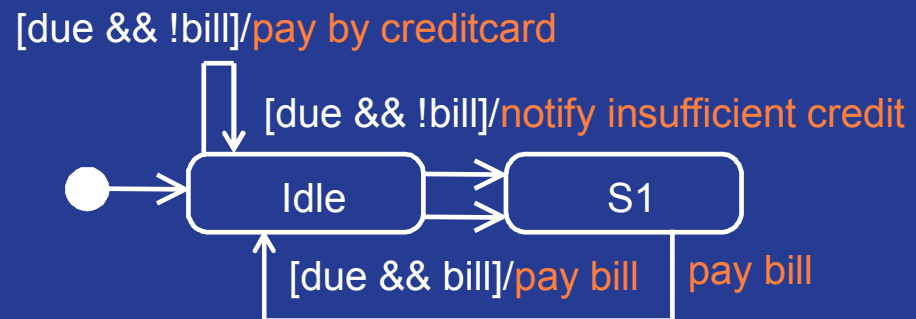 [due && !bill]/pay by creditcard
[due && !bill]/notify insufficient credit
Idle
S1
[due && bill]/pay bill
pay bill